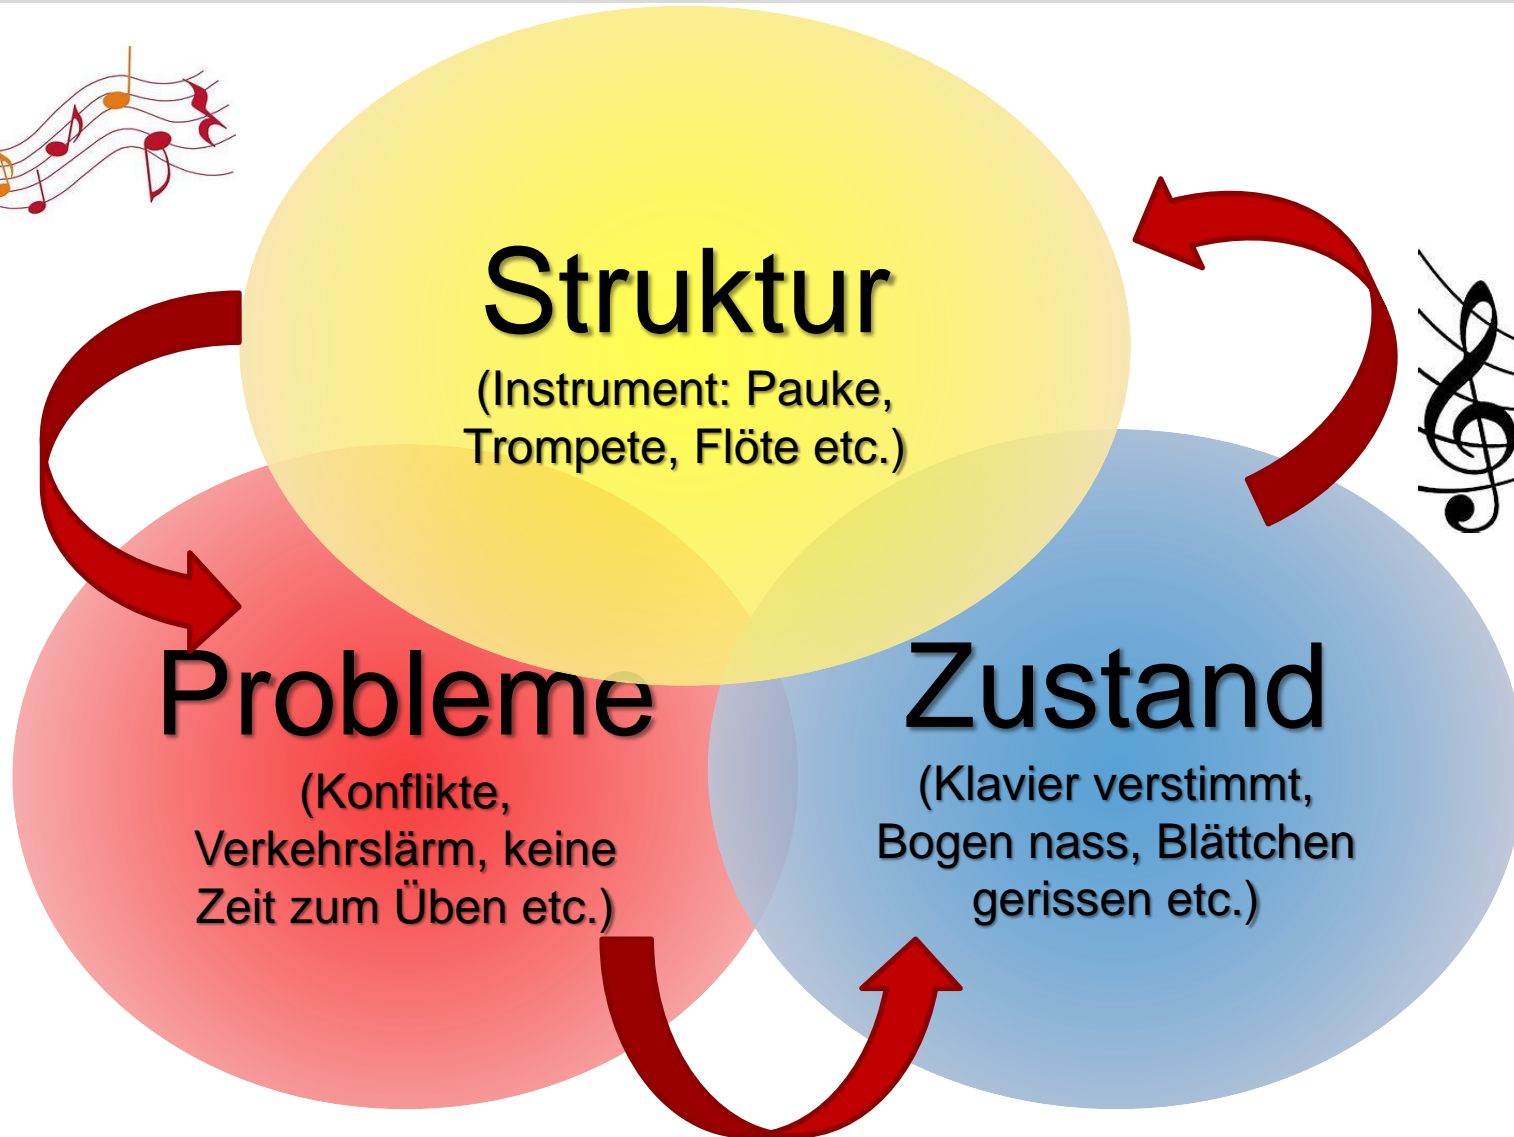 Struktur
(Instrument: Pauke,
Trompete, Flöte etc.)
Probleme
(Konflikte,
Verkehrslärm, keine
Zeit zum Üben etc.)
Zustand
(Klavier verstimmt,
Bogen nass, Blättchen
gerissen etc.)